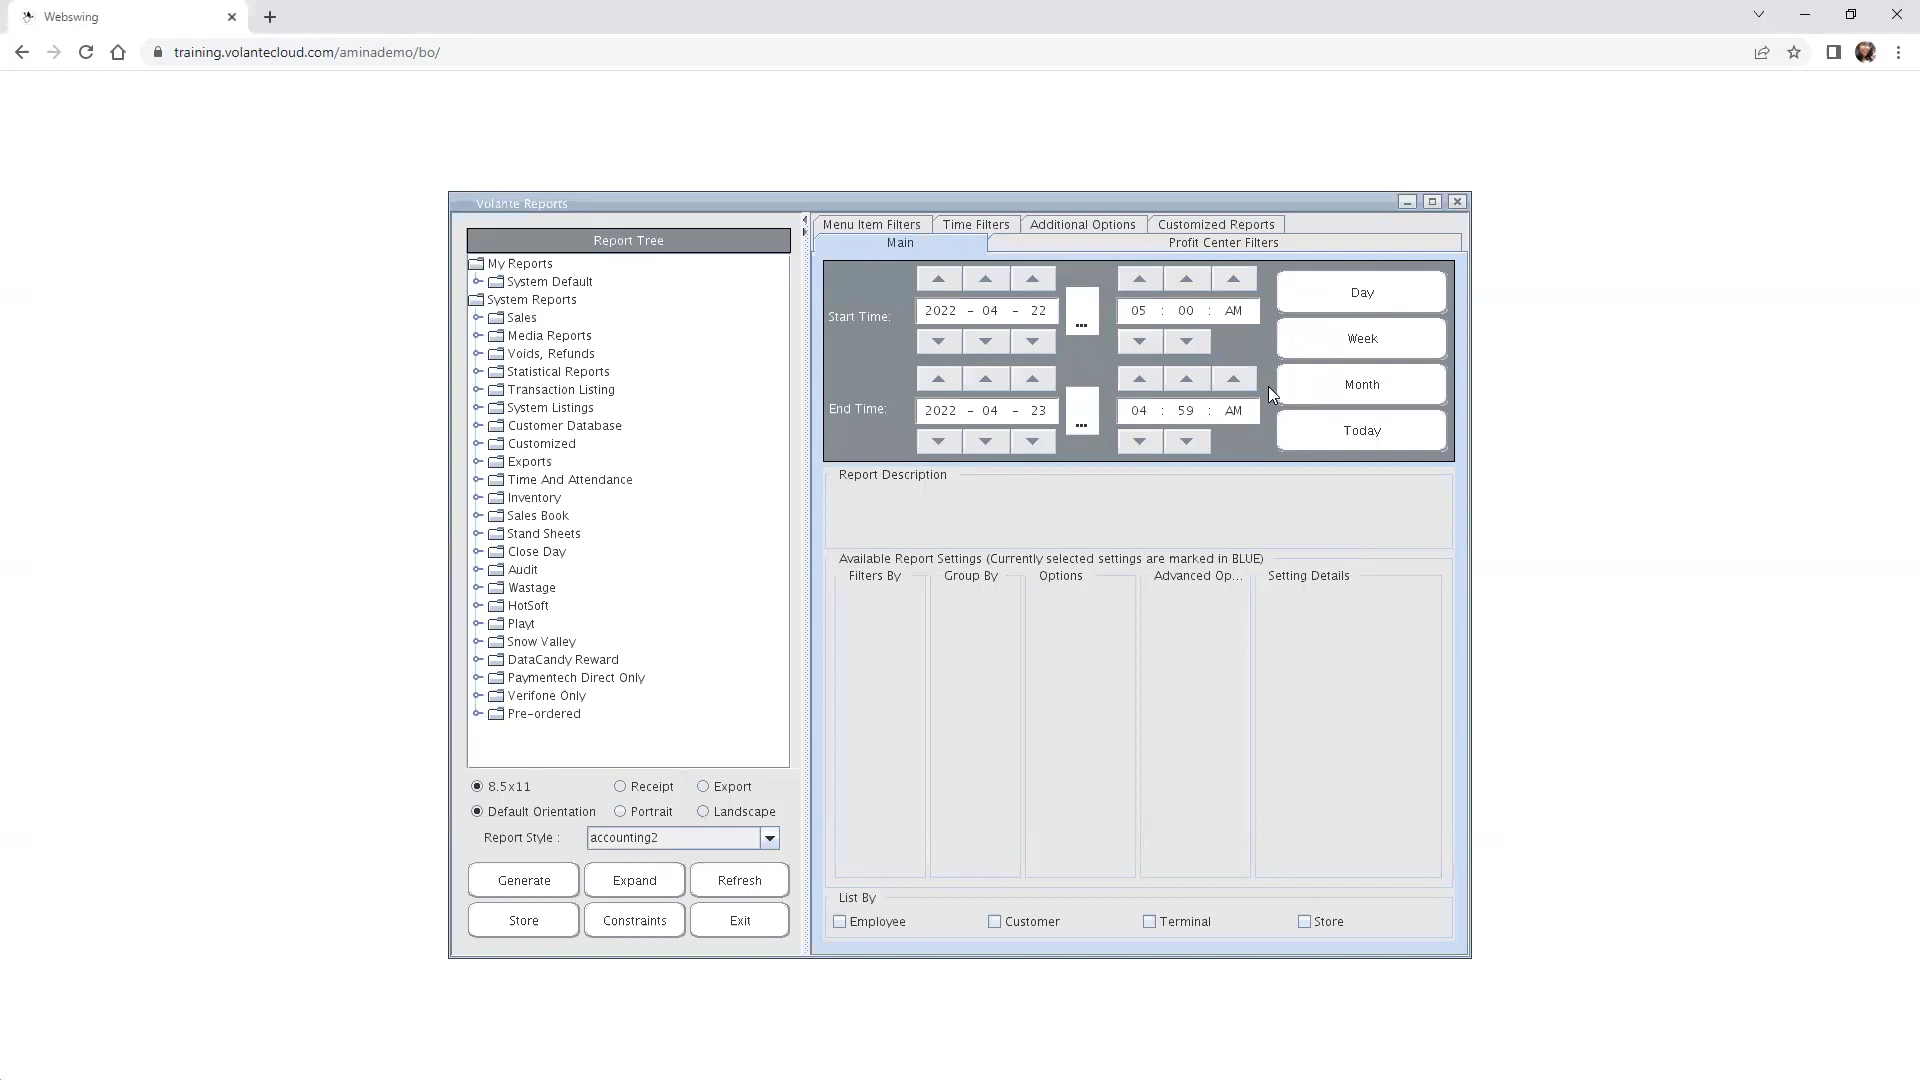 Webswing
training.volantecloud.com/aminademo/bo/
Volante Reports
Report Tree
My Reports
System Default
System Reports
Sales
Media Reports
Voids, Refunds
Statistical Reports
Transaction Listing
System Listings
Customer Database
Customized
Exports
Time And Attendance
Inventory
Sales Book
Stand Sheets
Close Day
Audit
Wastage
HotSoft
Playt
Snow Valley
DataCandy Reward
Paymentech Direct Only
Verifone Only
Pre-ordered
8.5x11 Receipt Export
Default Orientation Portrait Landscape
Report Style : accounting2
Generate Expand Refresh
Store Constraints Exit
Menu Item Filters Time Filters Additional Options Customized Reports
Main Profit Center Filters
Start Time: 2022 - 04 - 22 ... 05 : 00 : AM
End Time: 2022 - 04 - 23 ... 04 : 59 : AM
Day
Week
Month
Today
Report Description
Available Report Settings (Currently selected settings are marked in BLUE)
Filters By Group By Options Advanced Op... Setting Details
List By
Employee Customer Terminal Store